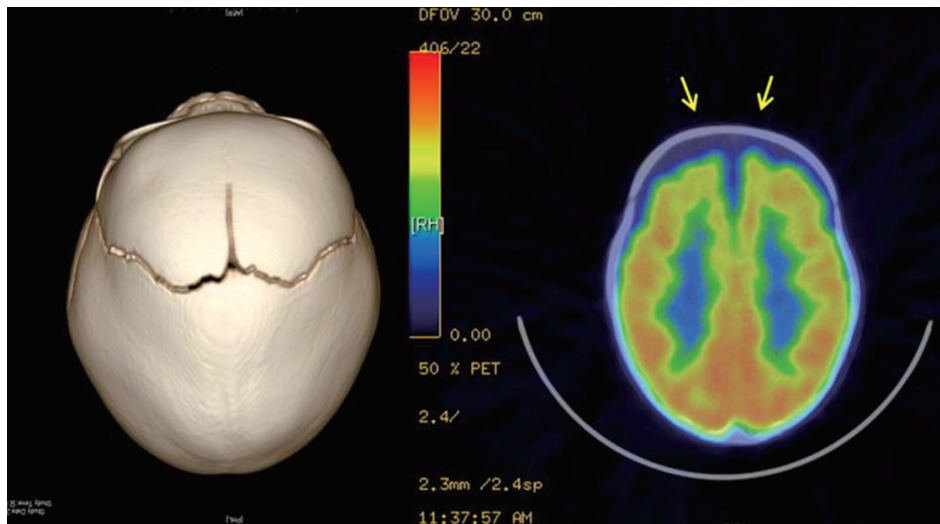 DFOV 30.0 cm
406/22
[RH]
0.00
50 % PET
2.4/
2.3mm /2.4sp
11:37:57 AM